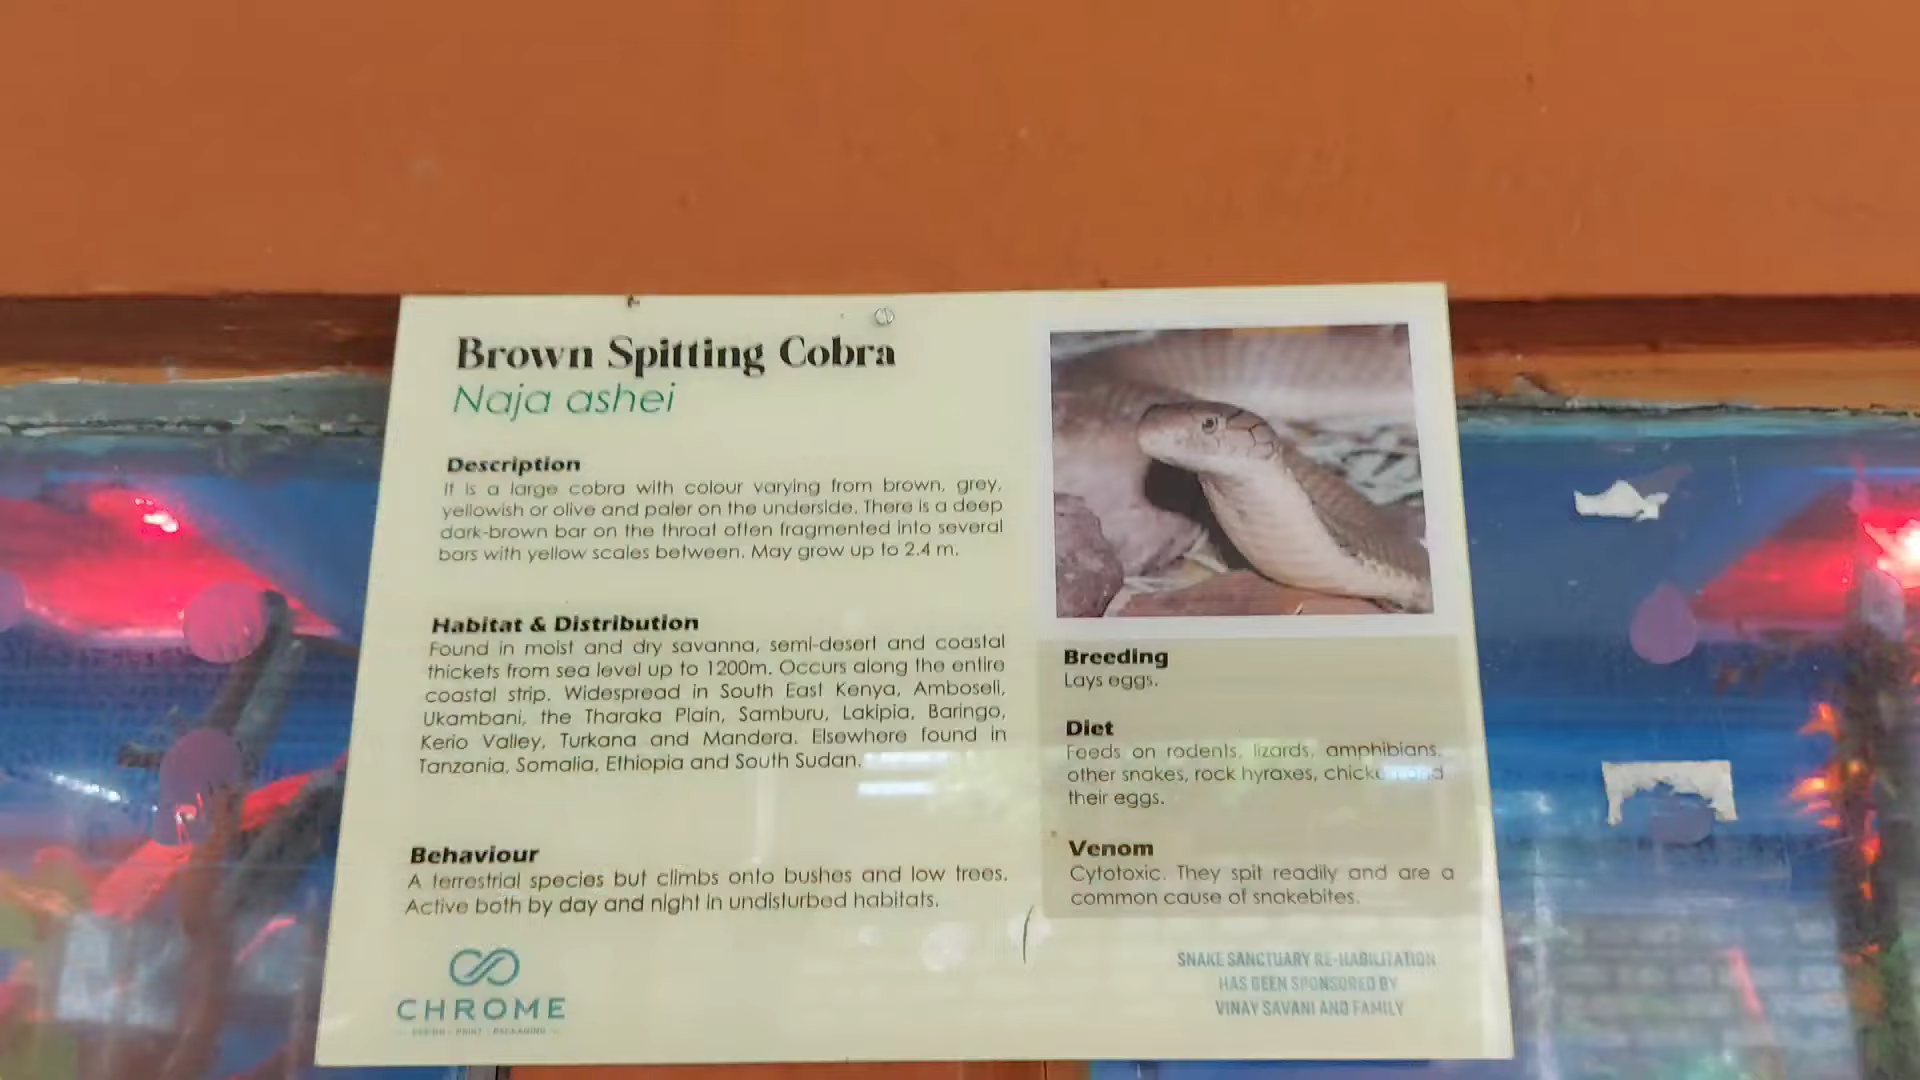 Brown Spitting Cobra
Naja ashei
Description
It is a large cobra with colour varying from brown, grey,
yellowish or olive and paler on the underside. There is a deep
dark-brown bar on the throat often fragmented into several
bars with yellow scales between. May grow up to 2.4 m.
Habitat & Distribution
Found in moist and dry savanna, semi-desert and coastal
thickets from sea level up to 1200m. Occurs along the entire
coastal strip. Widespread in South East Kenya, Amboseli,
Ukambani, the Tharaka Plain, Samburu, Lakipia, Baringo,
Kerio Valley, Turkana and Mandera. Elsewhere found in
Tanzania, Somalia, Ethiopia and South Sudan.
Behaviour
A terrestrial species but climbs onto bushes and low trees.
Active both by day and night in undisturbed habitats.
CHROME
DESIGN - PRINT - PACKAGING
Breeding
Lays eggs.
Diet
Feeds on rodents, lizards, amphibians,
other snakes, rock hyraxes, chicken and
their eggs.
Venom
Cytotoxic. They spit readily and are a
common cause of snakebites.
SNAKE SANCTUARY RE-HABILITATION
HAS BEEN SPONSORED BY
VINAY SAVANI AND FAMILY